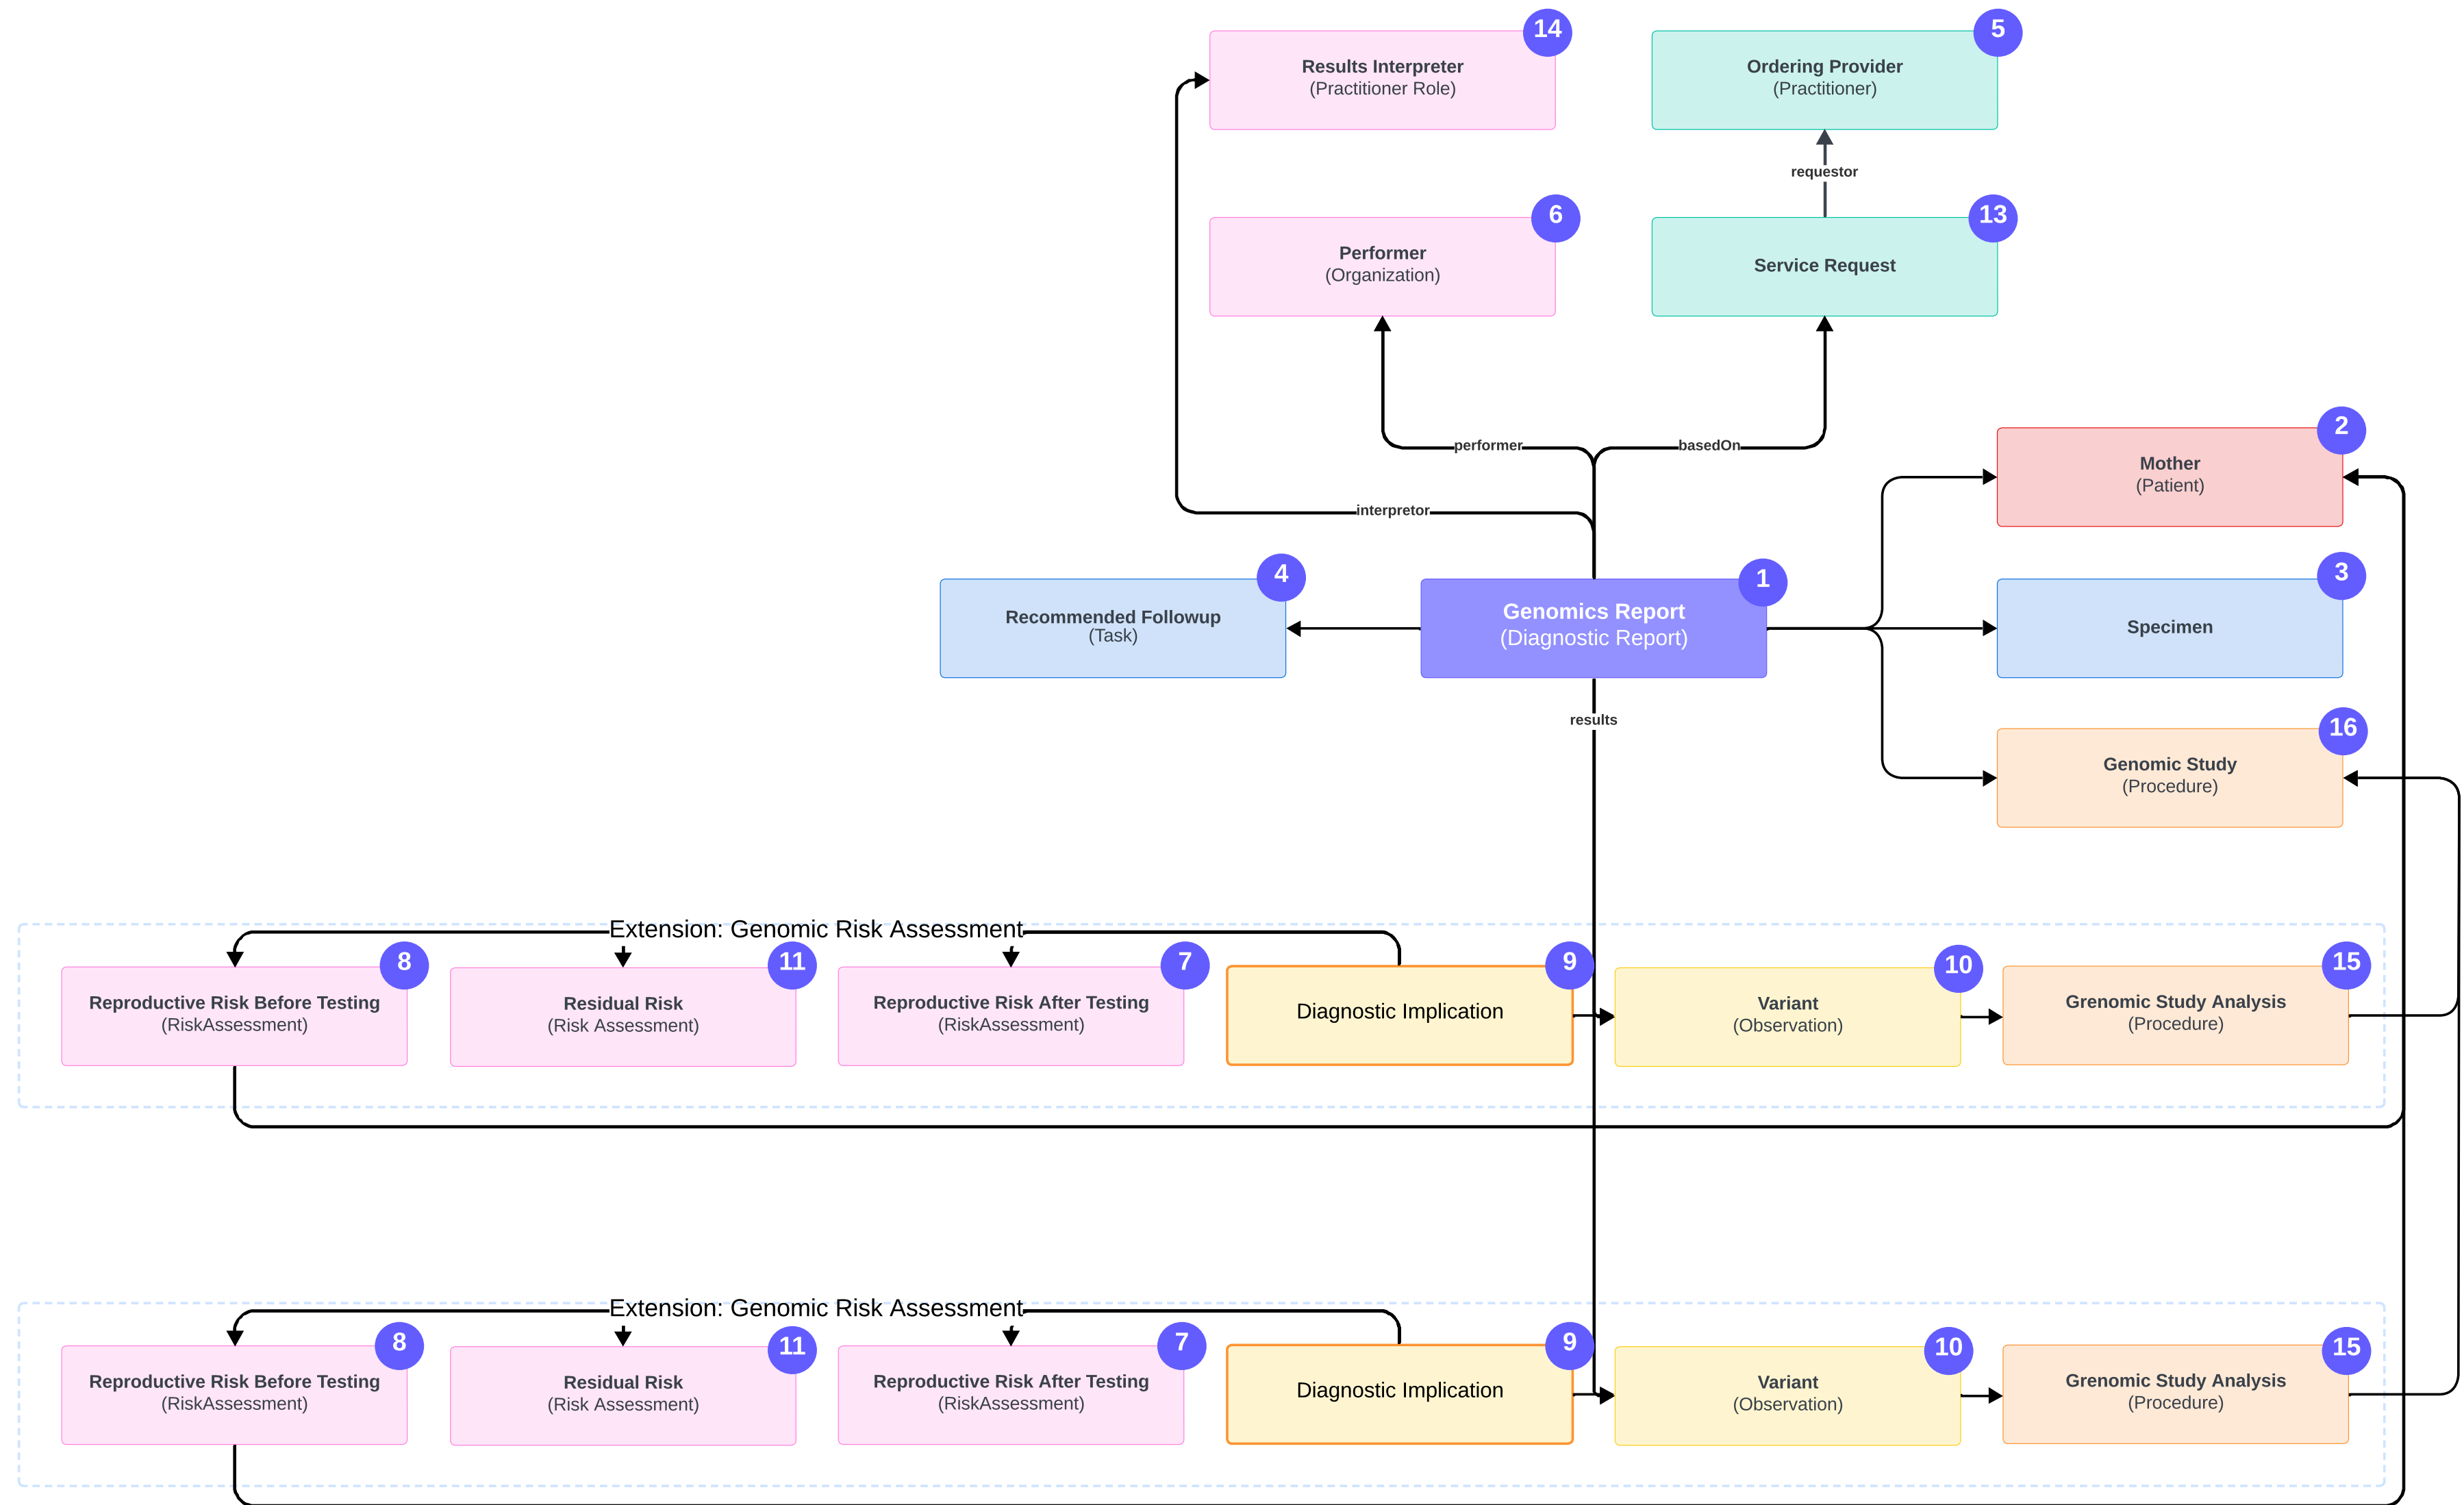 14
Results Interpreter
(Practitioner Role)
5
Ordering Provider
(Practitioner)
requestor
6
Performer
(Organization)
13
Service Request
performer
basedOn
2
Mother
(Patient)
interpretor
4
Recommended Followup
(Task)
1
Genomics Report
(Diagnostic Report)
3
Specimen
results
16
Genomic Study
(Procedure)
Extension: Genomic Risk Assessment
8
Reproductive Risk Before Testing
(RiskAssessment)
11
Residual Risk
(Risk Assessment)
7
Reproductive Risk After Testing
(RiskAssessment)
9
Diagnostic Implication
10
Variant
(Observation)
15
Grenomic Study Analysis
(Procedure)
Extension: Genomic Risk Assessment
8
Reproductive Risk Before Testing
(RiskAssessment)
11
Residual Risk
(Risk Assessment)
7
Reproductive Risk After Testing
(RiskAssessment)
9
Diagnostic Implication
10
Variant
(Observation)
15
Grenomic Study Analysis
(Procedure)